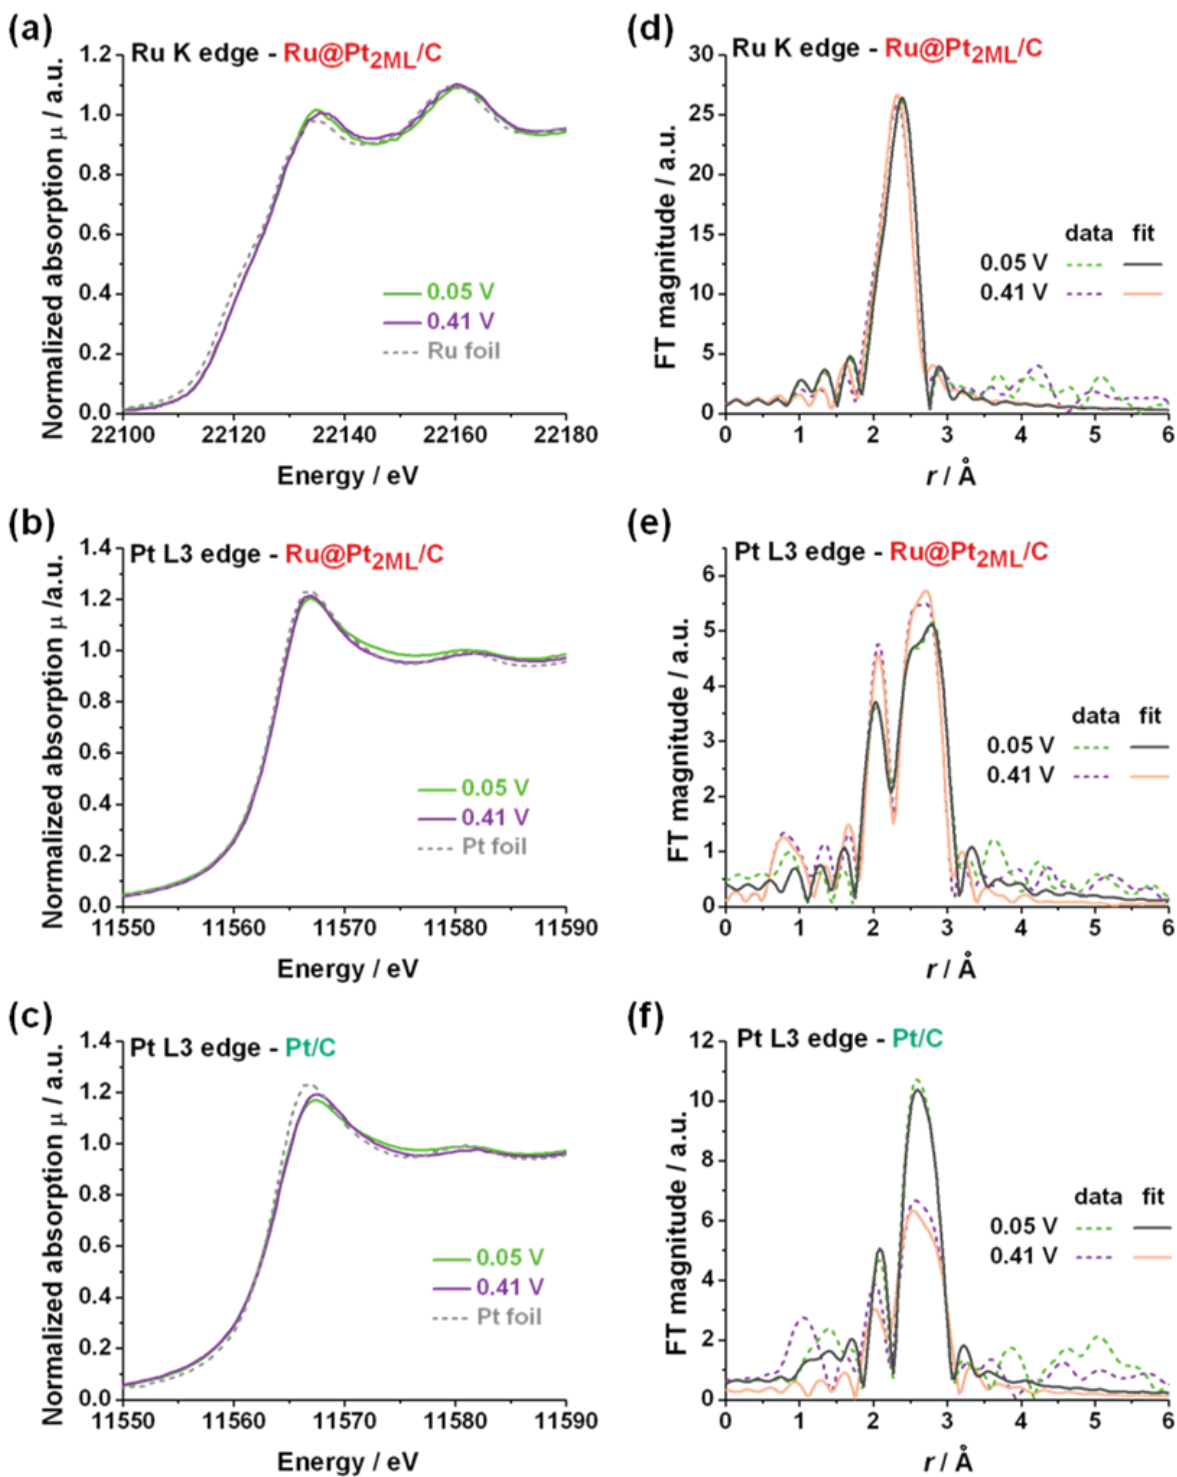 (a)
Ru K edge - Ru@Pt2ML/C
Normalized absorption μ / a.u.
1.2
1.0
0.8
0.6
0.4
0.2
0.0
0.05 V
0.41 V
Ru foil
22100 22120 22140 22160 22180
Energy / eV
(d)
Ru K edge - Ru@Pt2ML/C
FT magnitude / a.u.
30
25
20
15
10
5
0
data fit
0.05 V
0.41 V
0 1 2 3 4 5 6
r / Å
(b)
Pt L3 edge - Ru@Pt2ML/C
Normalized absorption μ /a.u.
1.4
1.2
1.0
0.8
0.6
0.4
0.2
0.0
0.05 V
0.41 V
Pt foil
11550 11560 11570 11580 11590
Energy / eV
(e)
Pt L3 edge - Ru@Pt2ML/C
FT magnitude / a.u.
6
5
4
3
2
1
0
data fit
0.05 V
0.41 V
0 1 2 3 4 5 6
r / Å
(c)
Pt L3 edge - Pt/C
Normalized absorption μ / a.u.
1.4
1.2
1.0
0.8
0.6
0.4
0.2
0.0
0.05 V
0.41 V
Pt foil
11550 11560 11570 11580 11590
Energy / eV
(f)
Pt L3 edge - Pt/C
FT magnitude / a.u.
12
10
8
6
4
2
0
data fit
0.05 V
0.41 V
0 1 2 3 4 5 6
r / Å